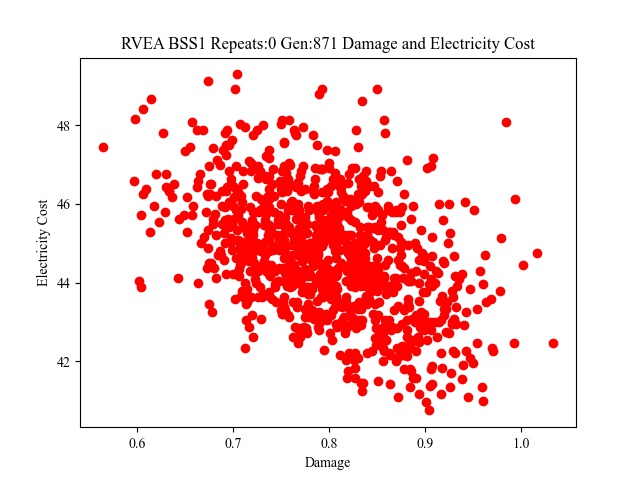 RVEA BSS1 Repeats:0 Gen:871 Damage and Electricity Cost
48
46
44
42
Electricity Cost
0.6 0.7 0.8 0.9 1.0
Damage